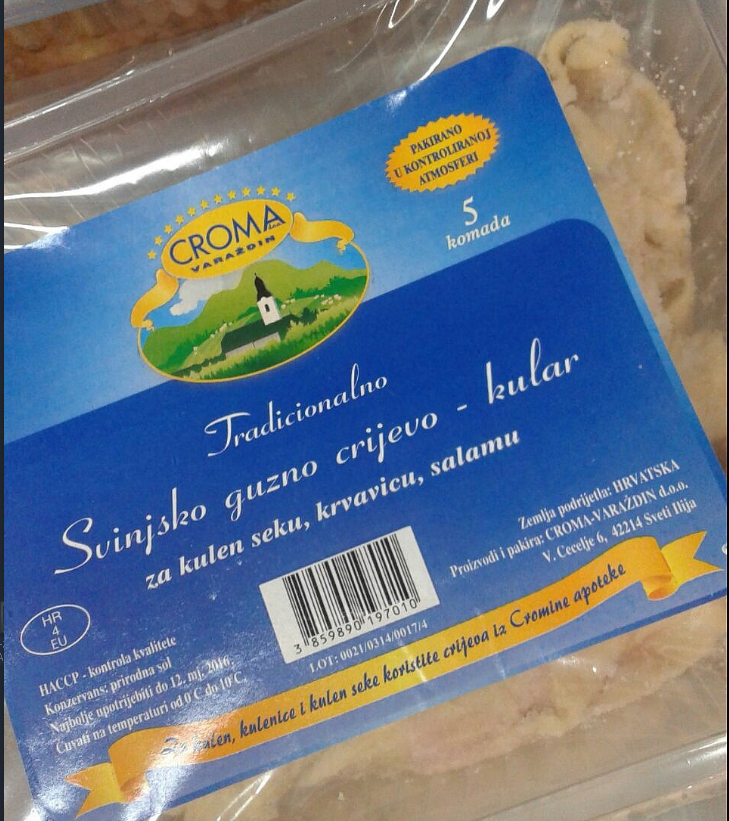 PAKIRANO
U KONTROLIRANOJ
ATMOSFERI
5
komada
CROMA
d.o.o.
VARAŽDIN
Tradicionalno
Svinjsko guzno crijevo - kular
za kulen seku, krvavicu, salamu
Zemlja podrijetla: HRVATSKA
Proizvodi i pakira: CROMA-VARAŽDIN d.o.o.
V. Cecelje 6, 42214 Sveti Ilija
3 859890 197010
LOT: 0021/0314/0017/4
HR
4
EU
HACCP - kontrola kvalitete
Konzervans: prirodna sol
Najbolje upotrijebiti do 12. mj. 2016.
Čuvati na temperaturi od 0°C do 10°C
Za kulen, kulenice i kulen seke koristite crijeva iz Cromine apoteke